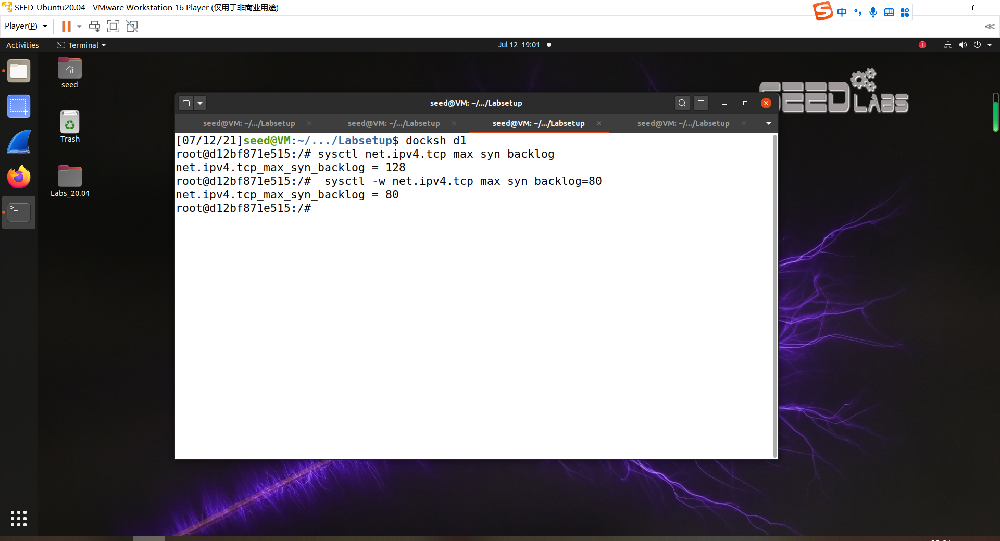 SEED-Ubuntu20.04 - VMware Workstation 16 Player (仅用于非商业用途)
中
Player(P)
Activities
Terminal
Jul 12 19:01
seed
Trash
Labs_20.04
SEED LABS
seed@VM: ~/.../Labsetup
seed@VM: ~/.../Labsetup
seed@VM: ~/.../Labsetup
seed@VM: ~/.../Labsetup
seed@VM: ~/.../Labsetup
[07/12/21]seed@VM:~/.../Labsetup$ docksh d1
root@d12bf871e515:/# sysctl net.ipv4.tcp_max_syn_backlog
net.ipv4.tcp_max_syn_backlog = 128
root@d12bf871e515:/#  sysctl -w net.ipv4.tcp_max_syn_backlog=80
net.ipv4.tcp_max_syn_backlog = 80
root@d12bf871e515:/#